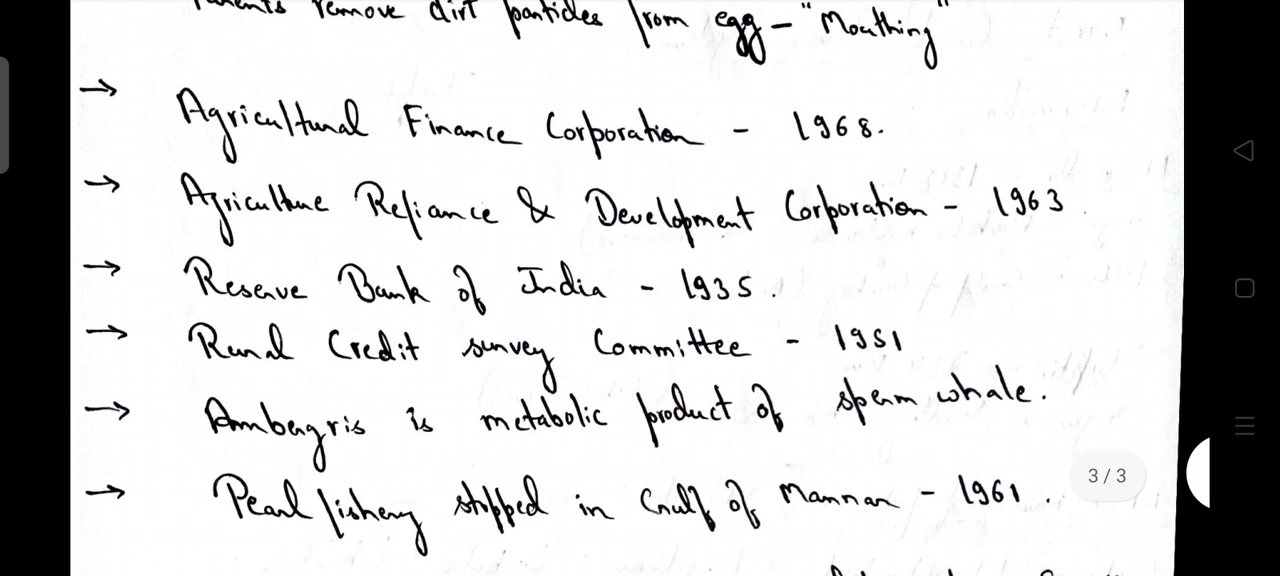 Parents remove dirt particles from egg - "Mouthing"
→ Agricultural Finance Corporation - 1968.
→ Agriculture Refiance & Development Corporation - 1963
→ Reserve Bank of India - 1935.
→ Rural Credit survey Committee - 1951
→ Ambergris is metabolic product of sperm whale.
→ Pearl fishery stopped in Gulf of Mannar - 1961.
3/3